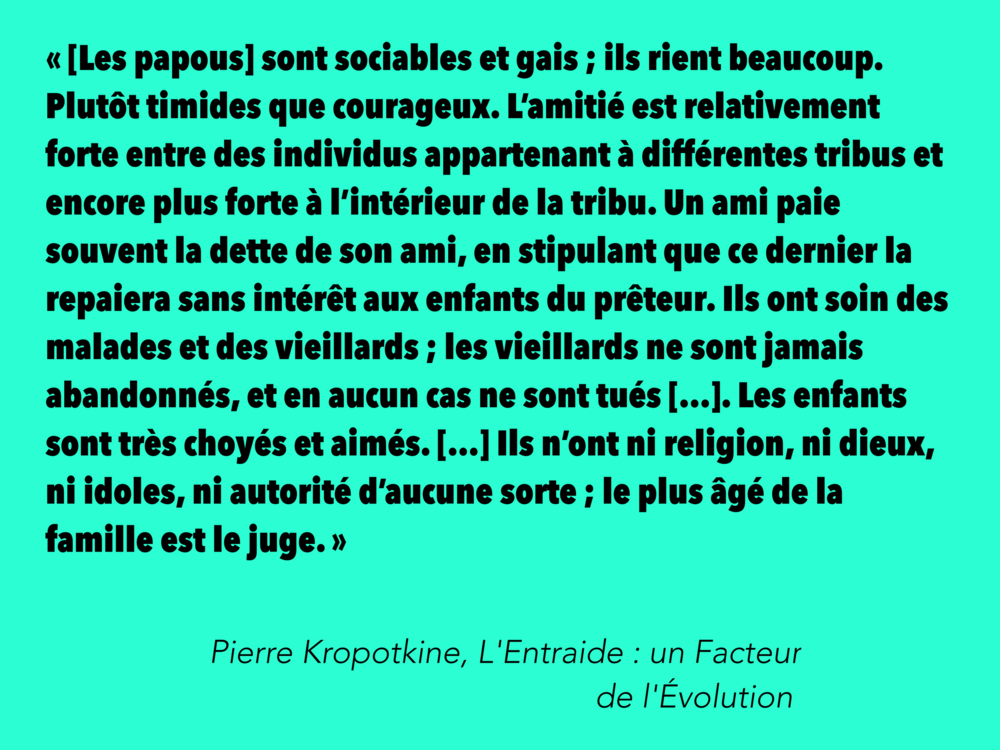 « [Les papous] sont sociables et gais ; ils rient beaucoup.
Plutôt timides que courageux. L’amitié est relativement
forte entre des individus appartenant à différentes tribus et
encore plus forte à l’intérieur de la tribu. Un ami paie
souvent la dette de son ami, en stipulant que ce dernier la
repaiera sans intérêt aux enfants du prêteur. Ils ont soin des
malades et des vieillards ; les vieillards ne sont jamais
abandonnés, et en aucun cas ne sont tués [...]. Les enfants
sont très choyés et aimés. [...] Ils n’ont ni religion, ni dieux,
ni idoles, ni autorité d’aucune sorte ; le plus âgé de la
famille est le juge. »
Pierre Kropotkine, L'Entraide : un Facteur
de l'Évolution